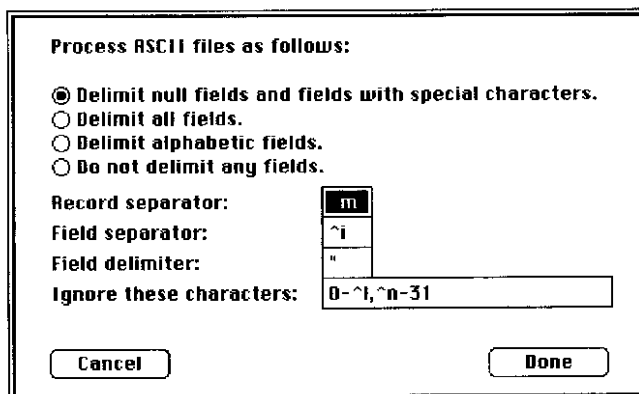 Process ASCII files as follows:
Delimit null fields and fields with special characters.
Delimit all fields.
Delimit alphabetic fields.
Do not delimit any fields.
Record separator: m
Field separator: ^i
Field delimiter: "
Ignore these characters: 0-^l,^n-31
Cancel Done